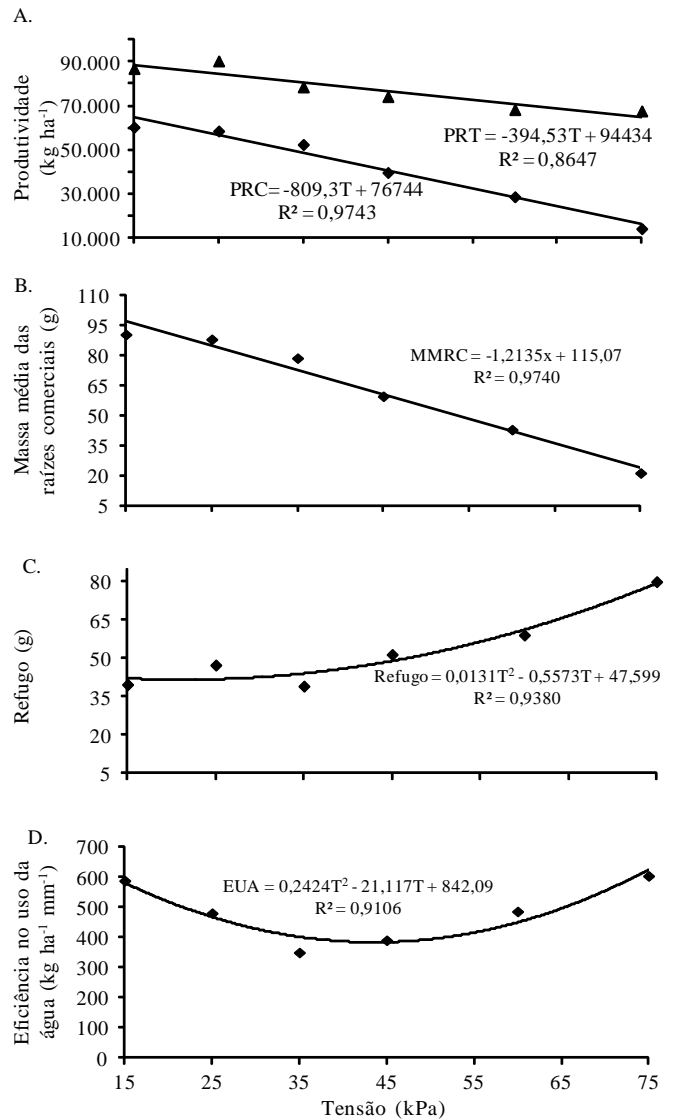 A.
Produtividade
(kg ha⁻¹)
90.000
70.000
50.000
30.000
10.000
PRT = -394,53T + 94434
R² = 0,8647
PRC= -809,3T + 76744
R² = 0,9743
B.
Massa média das
raízes comerciais (g)
110
95
80
65
50
35
20
5
MMRC = -1,2135x + 115,07
R² = 0,9740
C.
Refugo (g)
80
65
50
35
20
5
Refugo = 0,0131T² - 0,5573T + 47,599
R² = 0,9380
D.
Eficiência no uso da
água (kg ha⁻¹ mm⁻¹)
700
600
500
400
300
200
100
0
EUA = 0,2424T² - 21,117T + 842,09
R² = 0,9106
15 25 35 45 55 65 75
Tensão (kPa)